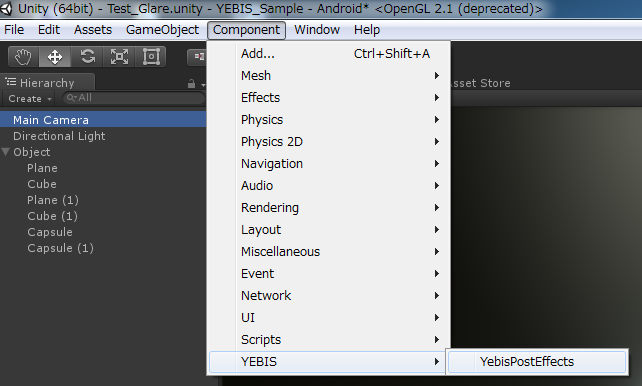 Unity (64bit) - Test_Glare.unity - YEBIS_Sample - Android* <OpenGL 2.1 (deprecated)>
File Edit Assets GameObject Component Window Help
Hierarchy
Create All
Main Camera
Directional Light
Object
Plane
Cube
Plane (1)
Cube (1)
Capsule
Capsule (1)
Add... Ctrl+Shift+A
Mesh
Effects
Physics
Physics 2D
Navigation
Audio
Rendering
Layout
Miscellaneous
Event
Network
UI
Scripts
YEBIS
YebisPostEffects
Asset Store